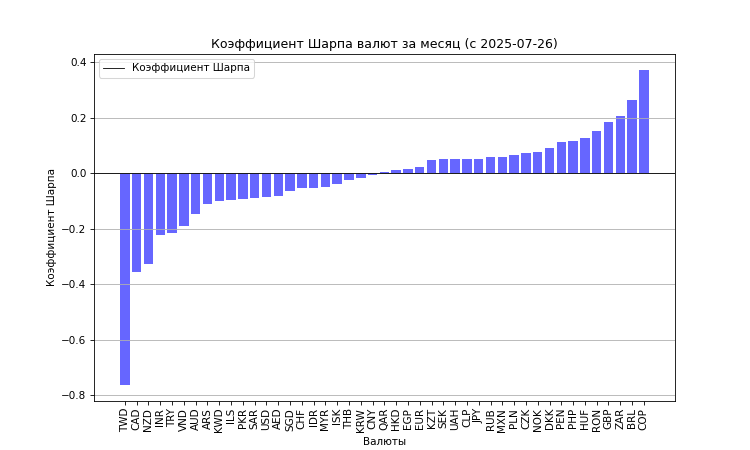 Коэффициент Шарпа валют за месяц (с 2025-07-26)
Коэффициент Шарпа
0.4
0.2
0.0
−0.2
−0.4
−0.6
−0.8
Коэффициент Шарпа
TWD CAD NZD INR TRY VND AUD ARS KWD ILS PKR SAR USD AED SGD CHF IDR MYR ISK THB KRW CNY QAR HKD EGP EUR KZT SEK UAH CLP JPY RUB MXN PLN CZK NOK DKK PEN PHP HUF RON GBP ZAR BRL COP
Валюты